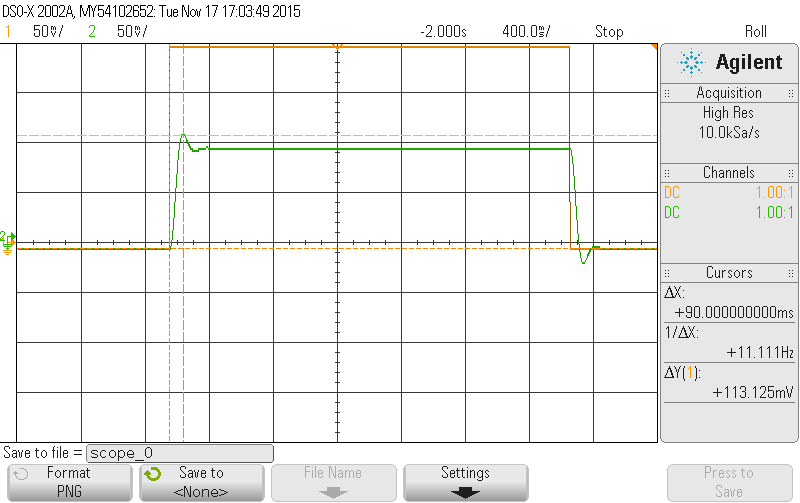 DSO-X 2002A, MY54102652: Tue Nov 17 17:03:49 2015
1 50mV/ 2 50mV/ -2.000s 400.0ms/ Stop Roll
Agilent
Acquisition
High Res
10.0kSa/s
Channels
DC 1.00:1
DC 1.00:1
Cursors
ΔX:
+90.000000000ms
1/ΔX:
+11.111Hz
ΔY(1):
+113.125mV
2
Save to file = scope_0
Format
PNG
Save to
<None>
File Name
Settings
Press to
Save